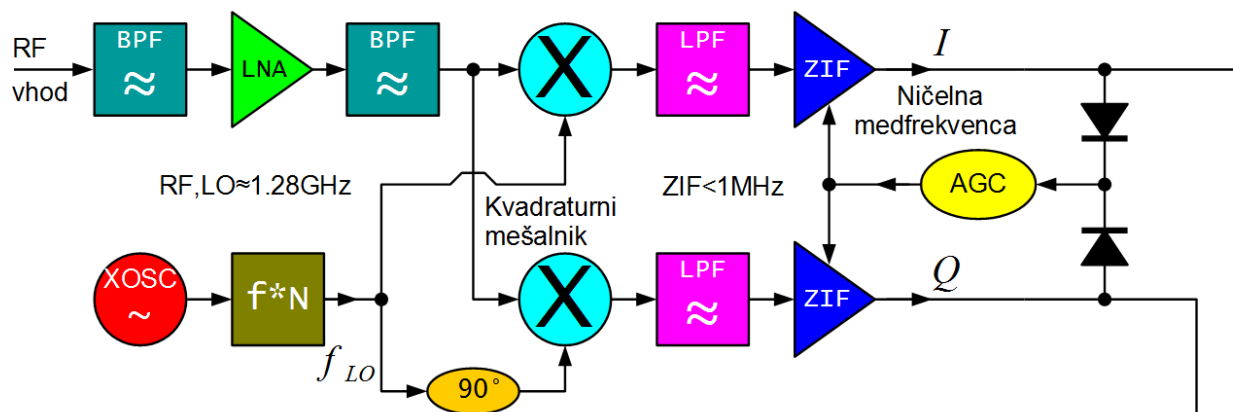 RF
vhod
BPF
≈
LNA
BPF
≈
X
LPF
≈
ZIF
I
Ničelna
medfrekvenca
RF,LO≈1.28GHz
Kvadraturni
mešalnik
ZIF<1MHz
AGC
XOSC
~
f*N
f LO
90°
X
LPF
≈
ZIF
Q